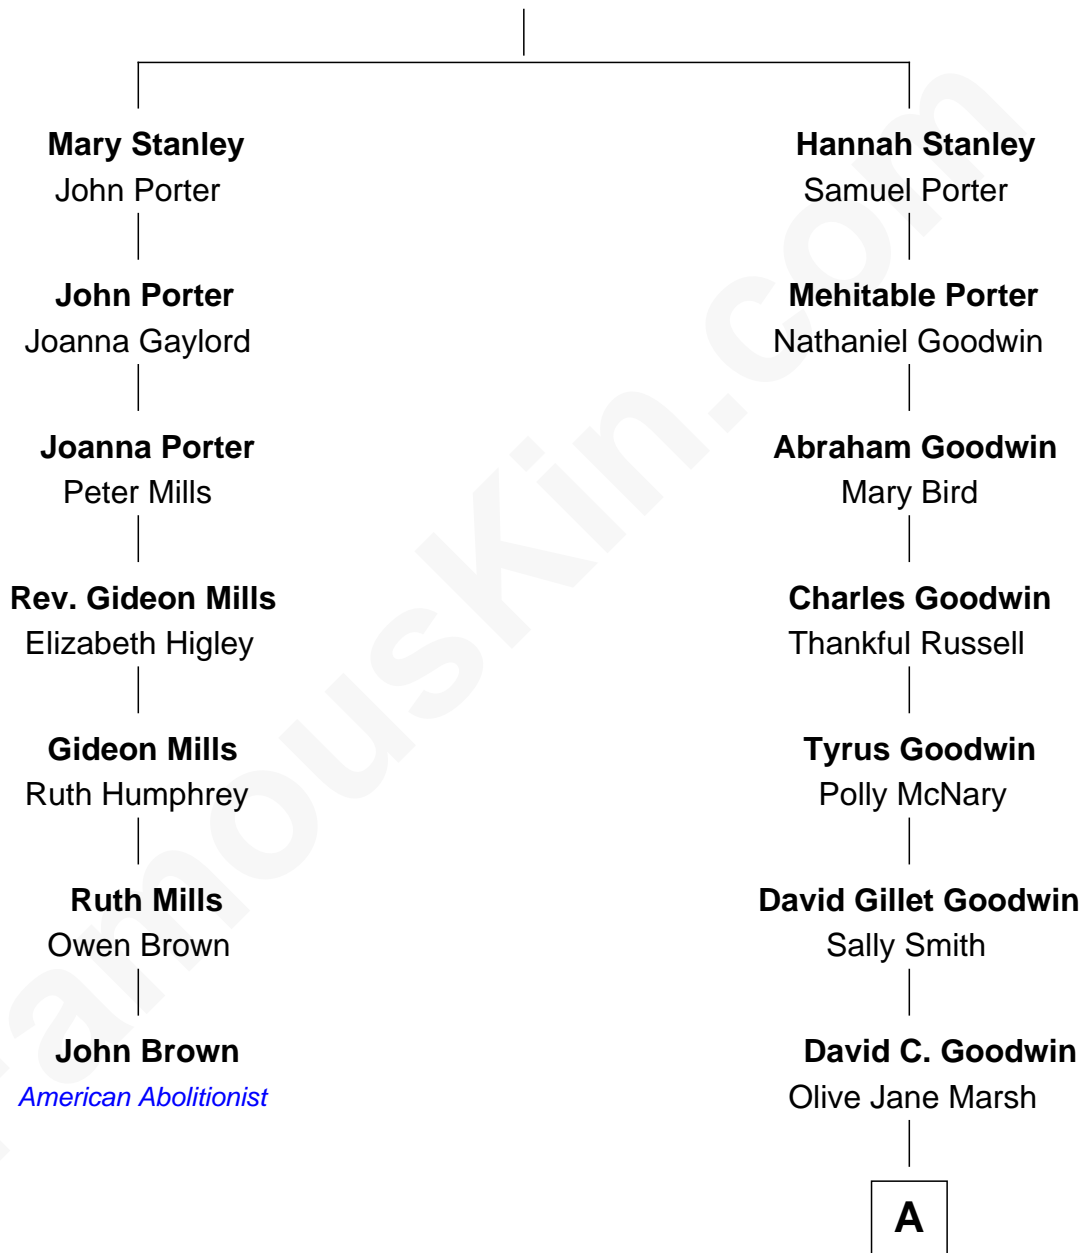 Mary Stanley
John Porter
John Porter
Joanna Gaylord
Joanna Porter
Peter Mills
Rev. Gideon Mills
Elizabeth Higley
Gideon Mills
Ruth Humphrey
Ruth Mills
Owen Brown
John Brown
American Abolitionist
Hannah Stanley
Samuel Porter
Mehitable Porter
Nathaniel Goodwin
Abraham Goodwin
Mary Bird
Charles Goodwin
Thankful Russell
Tyrus Goodwin
Polly McNary
David Gillet Goodwin
Sally Smith
David C. Goodwin
Olive Jane Marsh
A
FamousKin.com